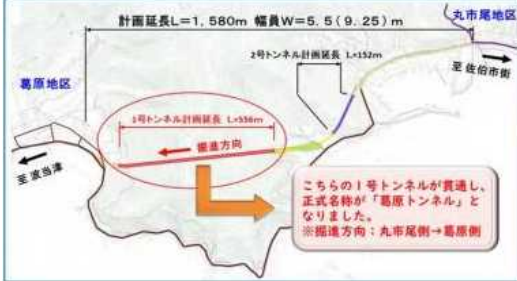 計画延長L=1,580m 幅員W=5.5(9.25)m
丸市尾地区
2号トンネル計画延長 L=152m
至 佐伯市街
葛原地区
1号トンネル計画延長 L=556m
掘進方向
至 波当津
こちらの1号トンネルが貫通し、
正式名称が「葛原トンネル」と
なりました。
※掘進方向:丸市尾側→葛原側